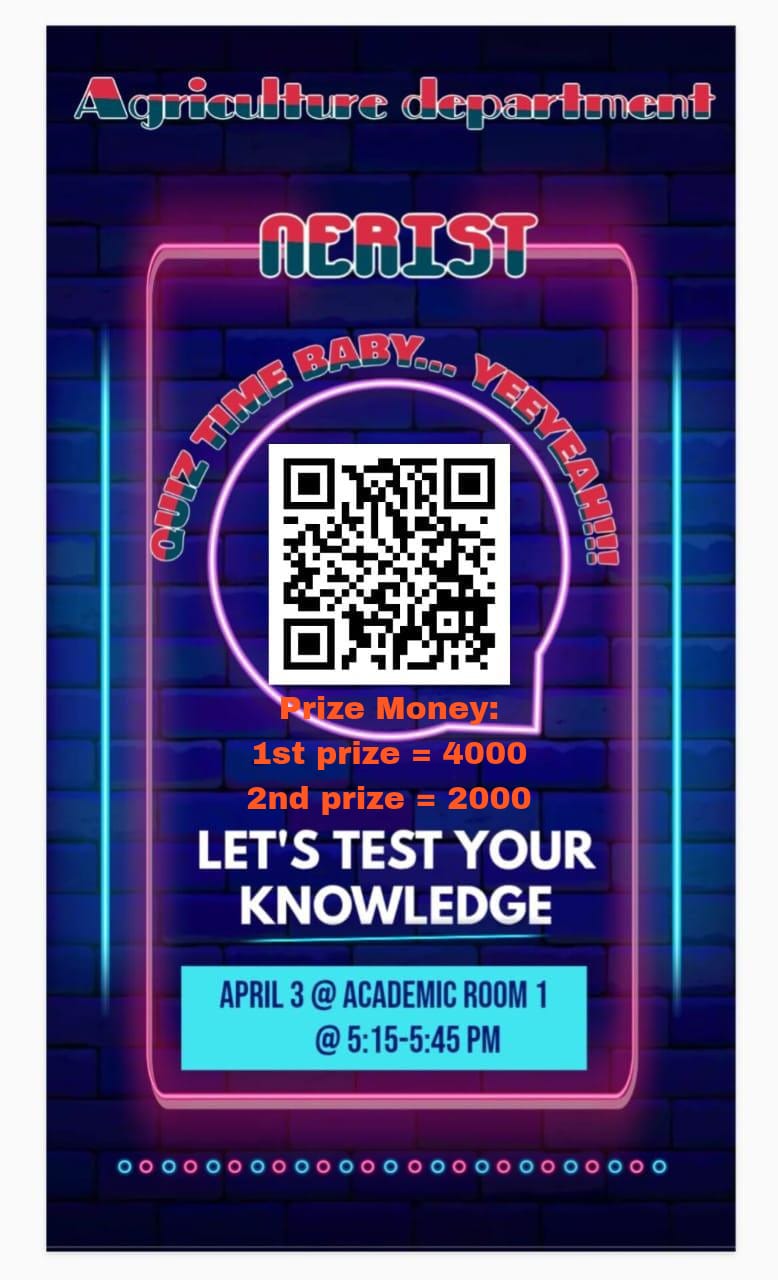 Agriculture department
NERIST
QUIZ TIME BABY... YEEYEAH!!!
Prize Money:
1st prize = 4000
2nd prize = 2000
LET'S TEST YOUR
KNOWLEDGE
APRIL 3 @ ACADEMIC ROOM 1
@ 5:15-5:45 PM